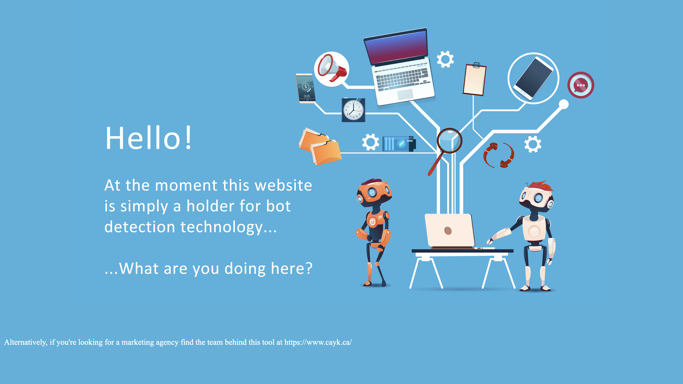 Hello!
At the moment this website
is simply a holder for bot
detection technology...
...What are you doing here?
Alternatively, if you're looking for a marketing agency find the team behind this tool at https://www.cayk.ca/